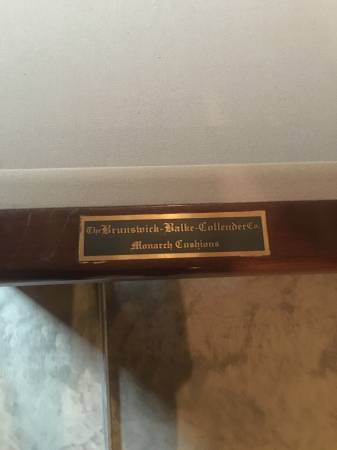 The Brunswick-Balke-Collender Co.
Monarch Cushions